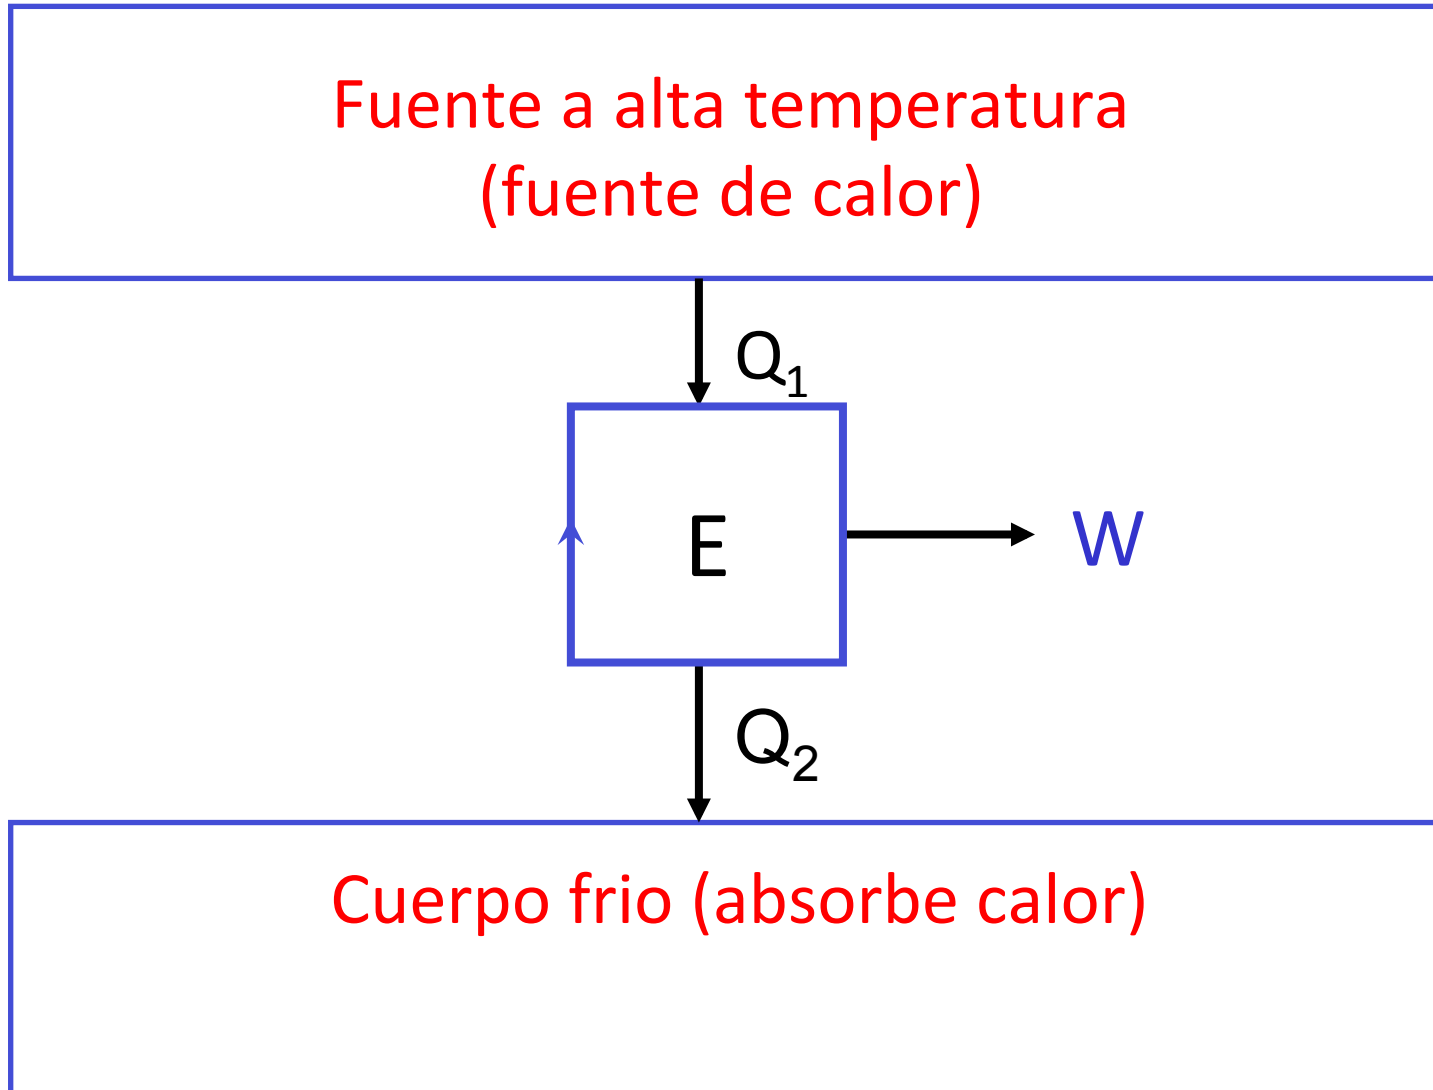 Fuente a alta temperatura
(fuente de calor)
Q₁
E
W
Q₂
Cuerpo frio (absorbe calor)